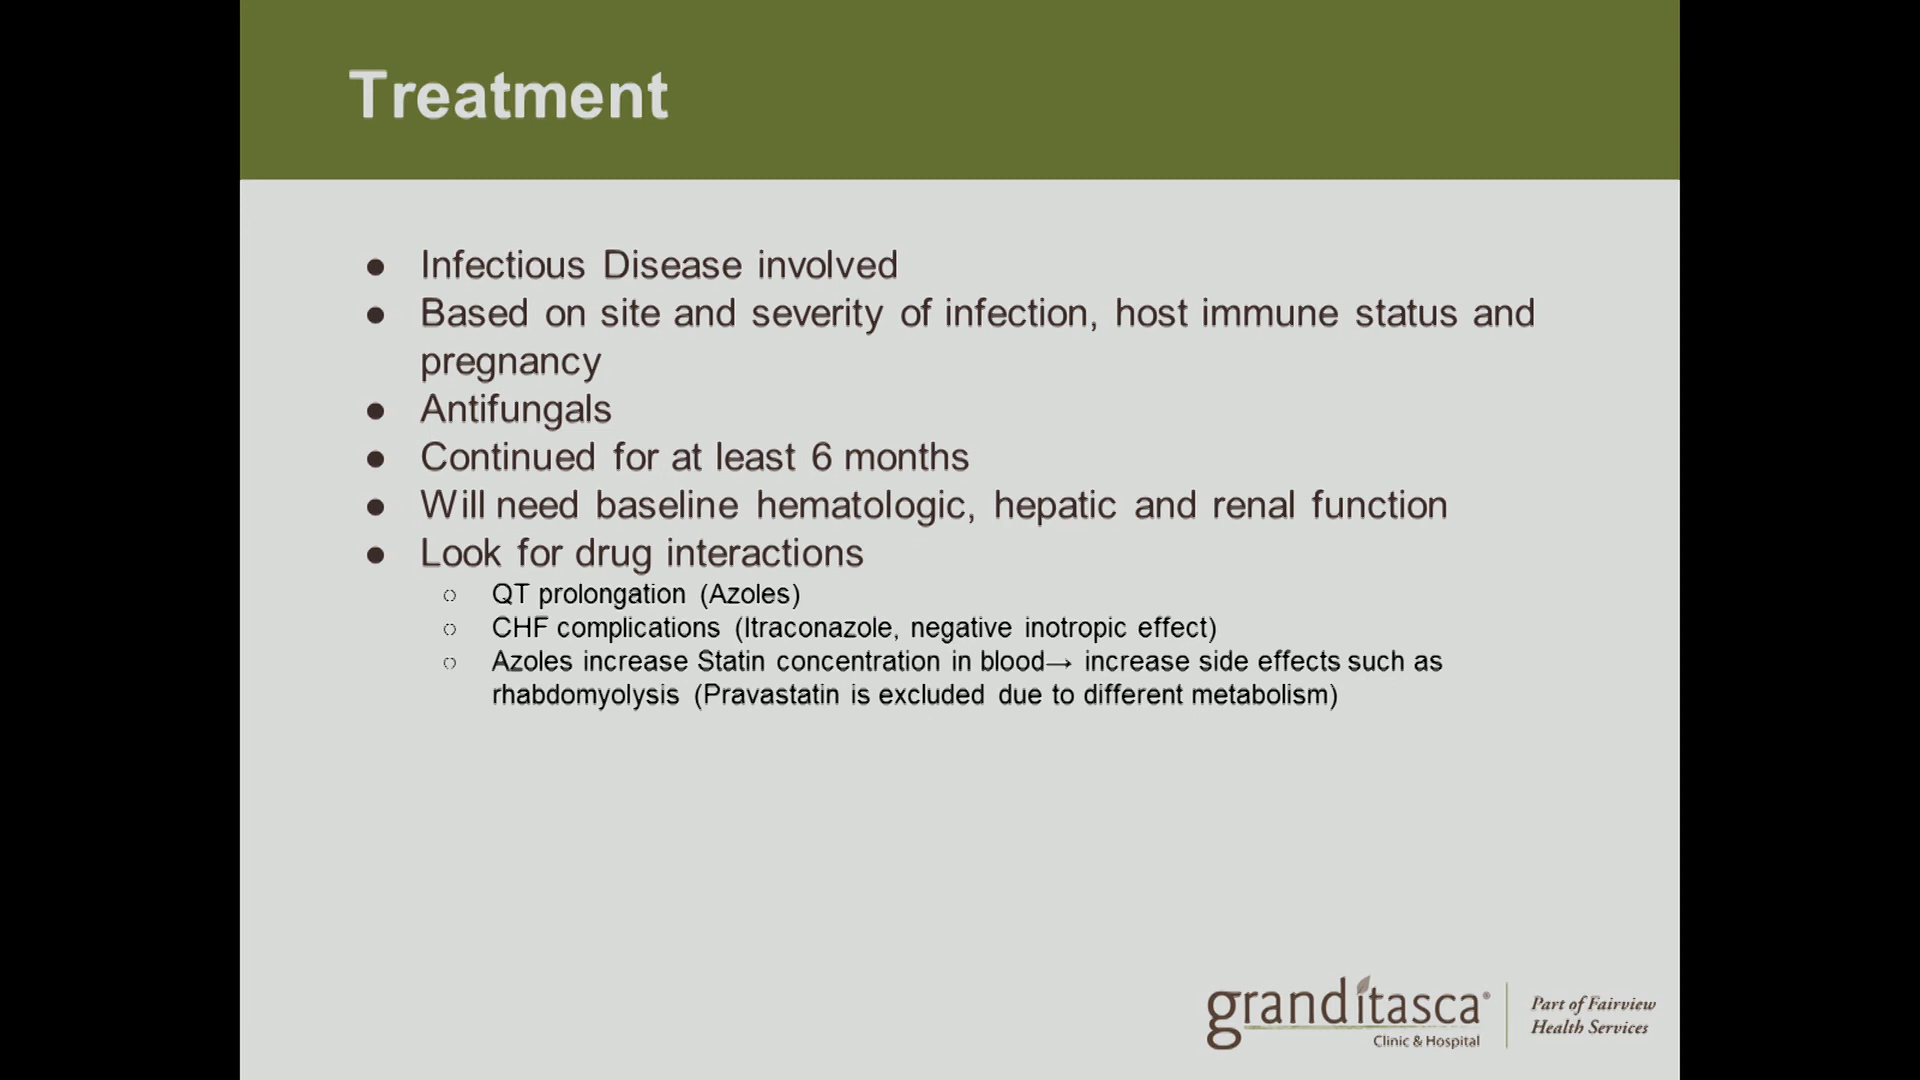 Treatment
● Infectious Disease involved
● Based on site and severity of infection, host immune status and
pregnancy
● Antifungals
● Continued for at least 6 months
● Will need baseline hematologic, hepatic and renal function
● Look for drug interactions
○ QT prolongation (Azoles)
○ CHF complications (Itraconazole, negative inotropic effect)
○ Azoles increase Statin concentration in blood→ increase side effects such as
rhabdomyolysis (Pravastatin is excluded due to different metabolism)
granditasca®
Clinic & Hospital
Part of Fairview
Health Services